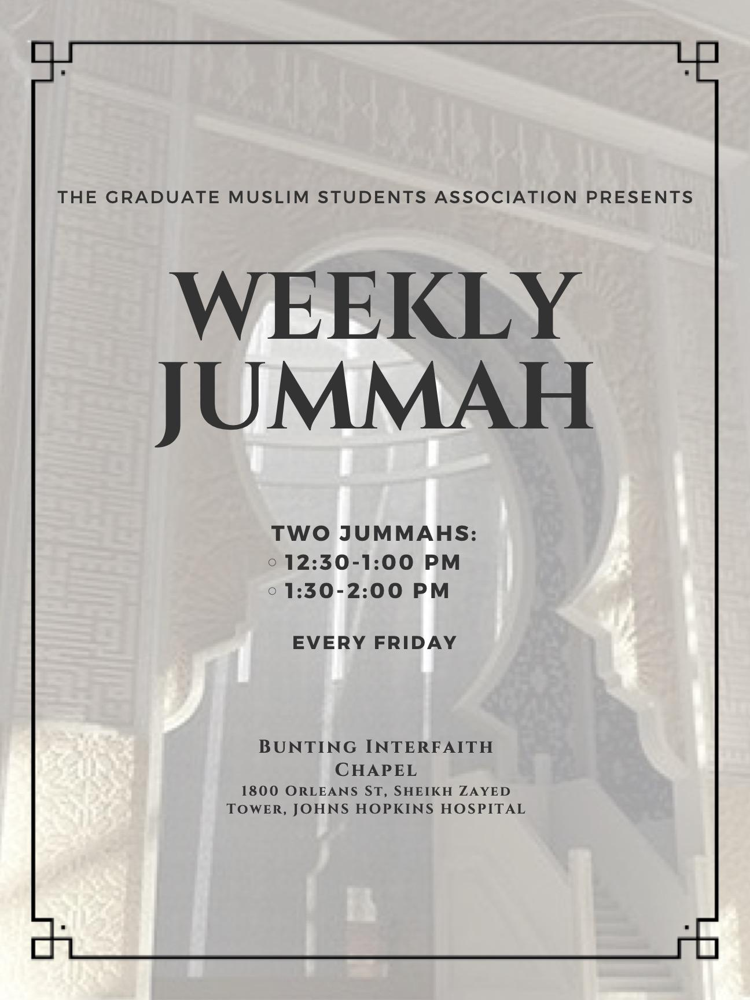 THE GRADUATE MUSLIM STUDENTS ASSOCIATION PRESENTS
WEEKLY
JUMMAH
TWO JUMMAHS:
○ 12:30-1:00 PM
○ 1:30-2:00 PM
EVERY FRIDAY
BUNTING INTERFAITH
CHAPEL
1800 ORLEANS ST, SHEIKH ZAYED
TOWER, JOHNS HOPKINS HOSPITAL